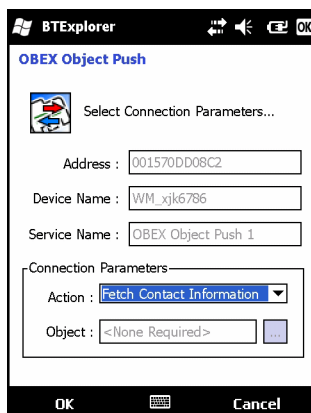 BTExplorer OK
OBEX Object Push
Select Connection Parameters...
Address : 001570DD08C2
Device Name : WM_xjk6786
Service Name : OBEX Object Push 1
Connection Parameters
Action : Fetch Contact Information
Object : <None Required> ...
OK Cancel